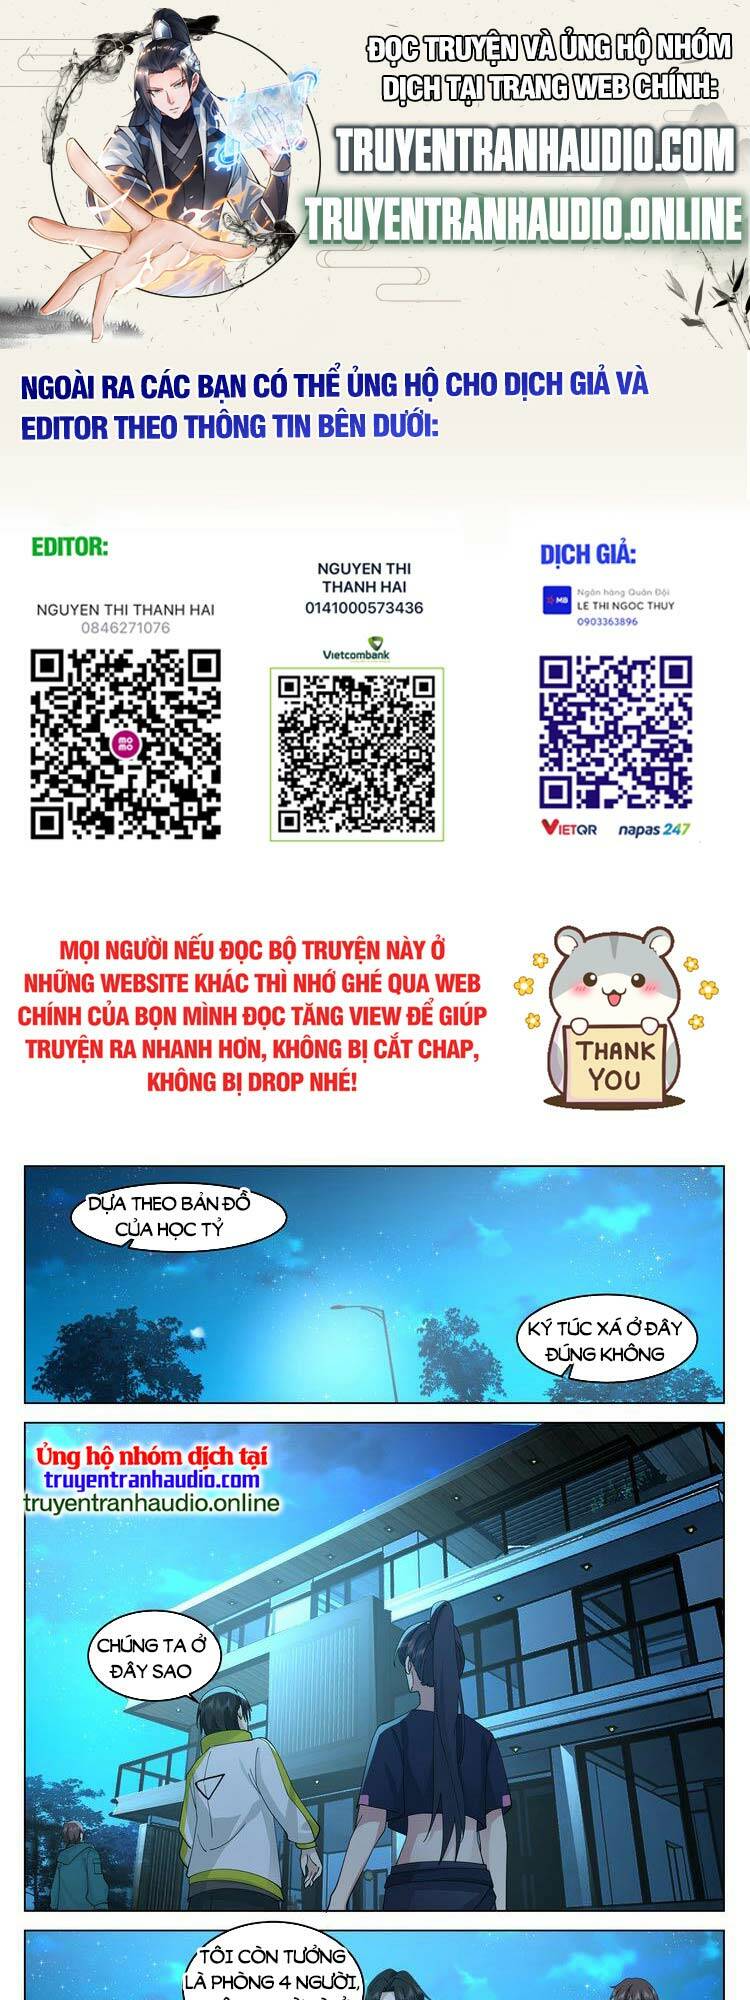 ĐỌC TRUYỆN VÀ ỦNG HỘ NHÓM
DỊCH TẠI TRANG WEB CHÍNH:
TRUYENTRANHAUDIO.COM
TRUYENTRANHAUDIO.ONLINE
NGOÀI RA CÁC BẠN CÓ THỂ ỦNG HỘ CHO DỊCH GIẢ VÀ
EDITOR THEO THÔNG TIN BÊN DƯỚI:
EDITOR:
NGUYEN THI THANH HAI
0846271076
momo
NGUYEN THI
THANH HAI
0141000573436
Vietcombank
DỊCH GIẢ:
MB
Ngân hàng Quân Đội
LE THI NGOC THUY
0903363896
VIETQR
napas 247
MỌI NGƯỜI NẾU ĐỌC BỘ TRUYỆN NÀY Ở
NHỮNG WEBSITE KHÁC THÌ NHỚ GHÉ QUA WEB
CHÍNH CỦA BỌN MÌNH ĐỌC TĂNG VIEW ĐỂ GIÚP
TRUYỆN RA NHANH HƠN, KHÔNG BỊ CẮT CHAP,
KHÔNG BỊ DROP NHÉ!
THANK
YOU
DỰA THEO BẢN ĐỒ
CỦA HỌC TỶ
KÝ TÚC XÁ Ở ĐÂY
ĐÚNG KHÔNG
Ủng hộ nhóm dịch tại
truyentranhaudio.com
truyentranhaudio.online
CHÚNG TA Ở
ĐÂY SAO
TÔI CÒN TƯỞNG
LÀ PHÒNG 4 NGƯỜI,